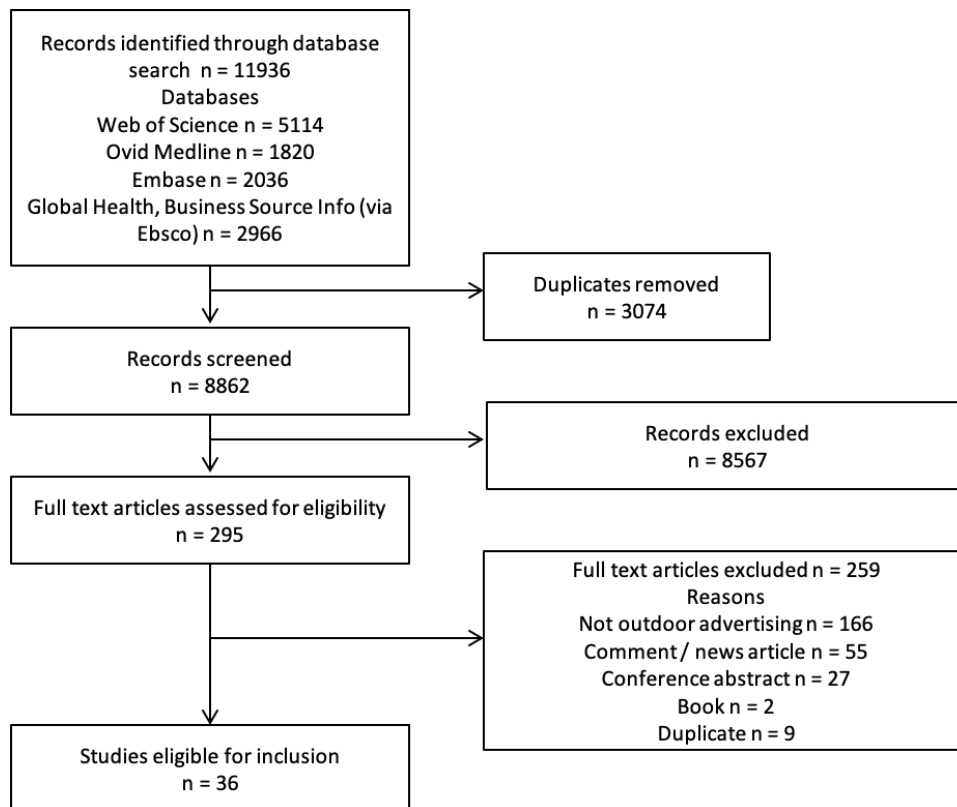 Records identified through database
search n = 11936
Databases
Web of Science n = 5114
Ovid Medline n = 1820
Embase n = 2036
Global Health, Business Source Info (via
Ebsco) n = 2966
Duplicates removed
n = 3074
Records screened
n = 8862
Records excluded
n = 8567
Full text articles assessed for eligibility
n = 295
Full text articles excluded n = 259
Reasons
Not outdoor advertising n = 166
Comment / news article n = 55
Conference abstract n = 27
Book n = 2
Duplicate n = 9
Studies eligible for inclusion
n = 36